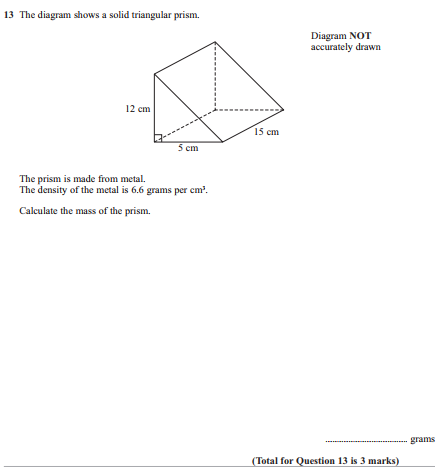 13 The diagram shows a solid triangular prism.
Diagram NOT
accurately drawn
12 cm
15 cm
5 cm
The prism is made from metal.
The density of the metal is 6.6 grams per cm³.
Calculate the mass of the prism.
.................................. grams
(Total for Question 13 is 3 marks)